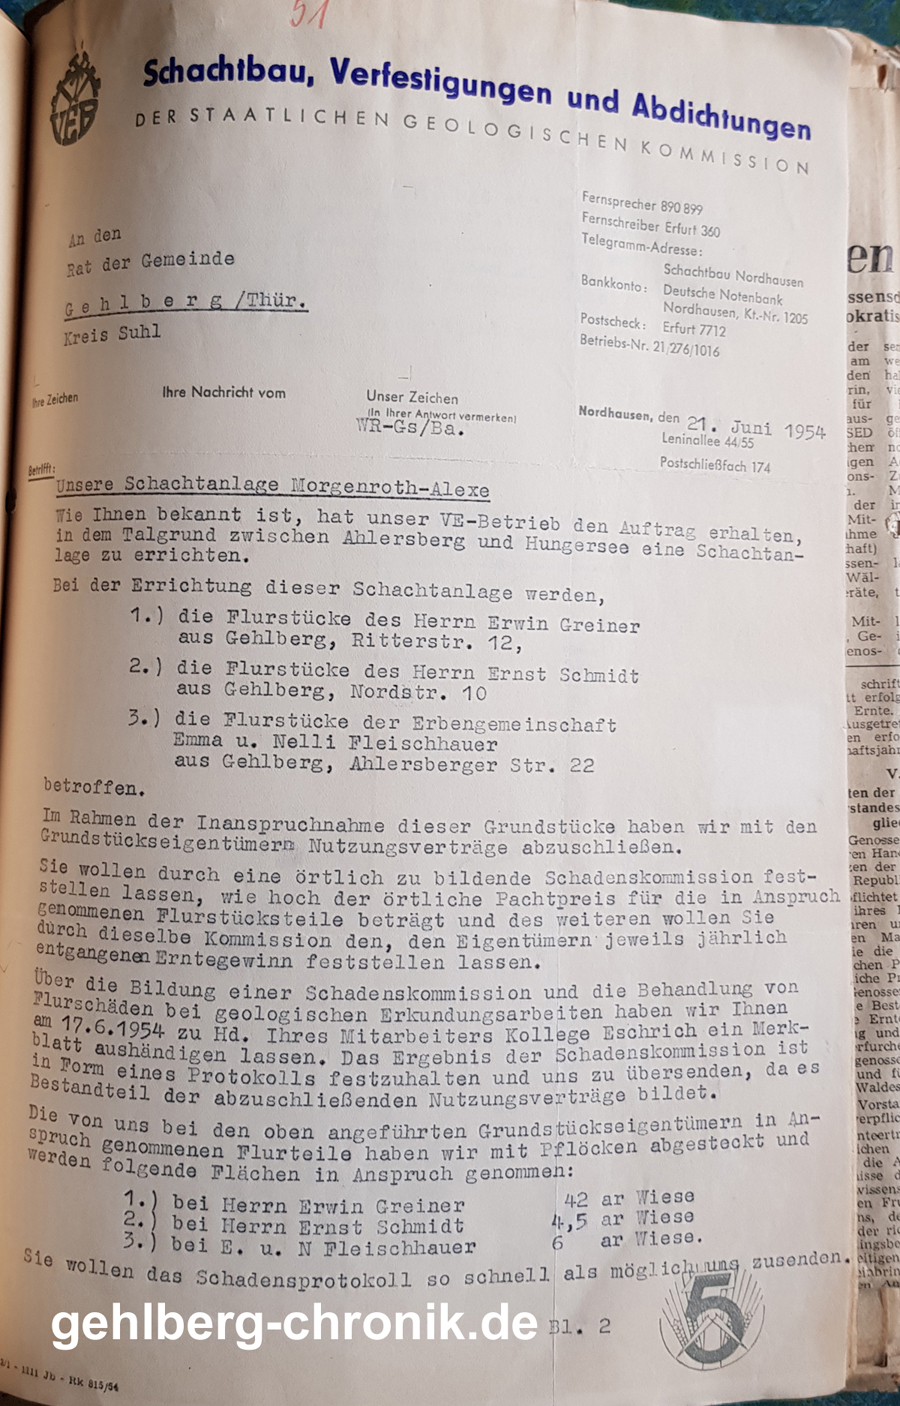 51
VEB
Schachtbau, Verfestigungen und Abdichtungen
DER STAATLICHEN GEOLOGISCHEN KOMMISSION
Fernsprecher 890 899
Fernschreiber Erfurt 360
Telegramm-Adresse:
Schachtbau Nordhausen
Bankkonto: Deutsche Notenbank
Nordhausen, Kt.-Nr. 1205
Postscheck: Erfurt 7712
Betriebs-Nr. 21/276/1016
An den
Rat der Gemeinde
Gehlberg/Thür.
Kreis Suhl
Ihre Zeichen
Ihre Nachricht vom
Unser Zeichen
(In Ihrer Antwort vermerken)
WR-Gs/Ba.
Nordhausen, den 21. Juni 1954
Leninallee 44/55
Postschließfach 174
Betrifft:
Unsere Schachtanlage Morgenroth-Alexe
Wie Ihnen bekannt ist, hat unser VE-Betrieb den Auftrag erhalten,
in dem Talgrund zwischen Ahlersberg und Hungersee eine Schachtan-
lage zu errichten.
Bei der Errichtung dieser Schachtanlage werden,
1.) die Flurstücke des Herrn Erwin Greiner
aus Gehlberg, Ritterstr. 12,
2.) die Flurstücke des Herrn Ernst Schmidt
aus Gehlberg, Nordstr. 10
3.) die Flurstücke der Erbengemeinschaft
Emma u. Nelli Fleischhauer
aus Gehlberg, Ahlersberger Str. 22
betroffen.
Im Rahmen der Inanspruchnahme dieser Grundstücke haben wir mit den
Grundstückseigentümern Nutzungsverträge abzuschließen.
Sie wollen durch eine örtlich zu bildende Schadenskommission fest-
stellen lassen, wie hoch der örtliche Pachtpreis für die in Anspruch
genommenen Flurstücksteile beträgt und des weiteren wollen Sie
durch dieselbe Kommission den, den Eigentümern jeweils jährlich
entgangenen Erntegewinn feststellen lassen.
Über die Bildung einer Schadenskommission und die Behandlung von
Flurschäden bei geologischen Erkundungsarbeiten haben wir Ihnen
am 17.6.1954 zu Hd. Ihres Mitarbeiters Kollege Eschrich ein Merk-
blatt aushändigen lassen. Das Ergebnis der Schadenskommission ist
in Form eines Protokolls festzuhalten und uns zu übersenden, da es
Bestandteil der abzuschließenden Nutzungsverträge bildet.
Die von uns bei den oben angeführten Grundstückseigentümern in An-
spruch genommenen Flurteile haben wir mit Pflöcken abgesteckt und
werden folgende Flächen in Anspruch genommen:
1.) bei Herrn Erwin Greiner 42 ar Wiese
2.) bei Herrn Ernst Schmidt 4,5 ar Wiese
3.) bei E. u. N Fleischhauer 6 ar Wiese.
Sie wollen das Schadensprotokoll so schnell als möglich uns zusenden.
5
Bl. 2
gehlberg-chronik.de